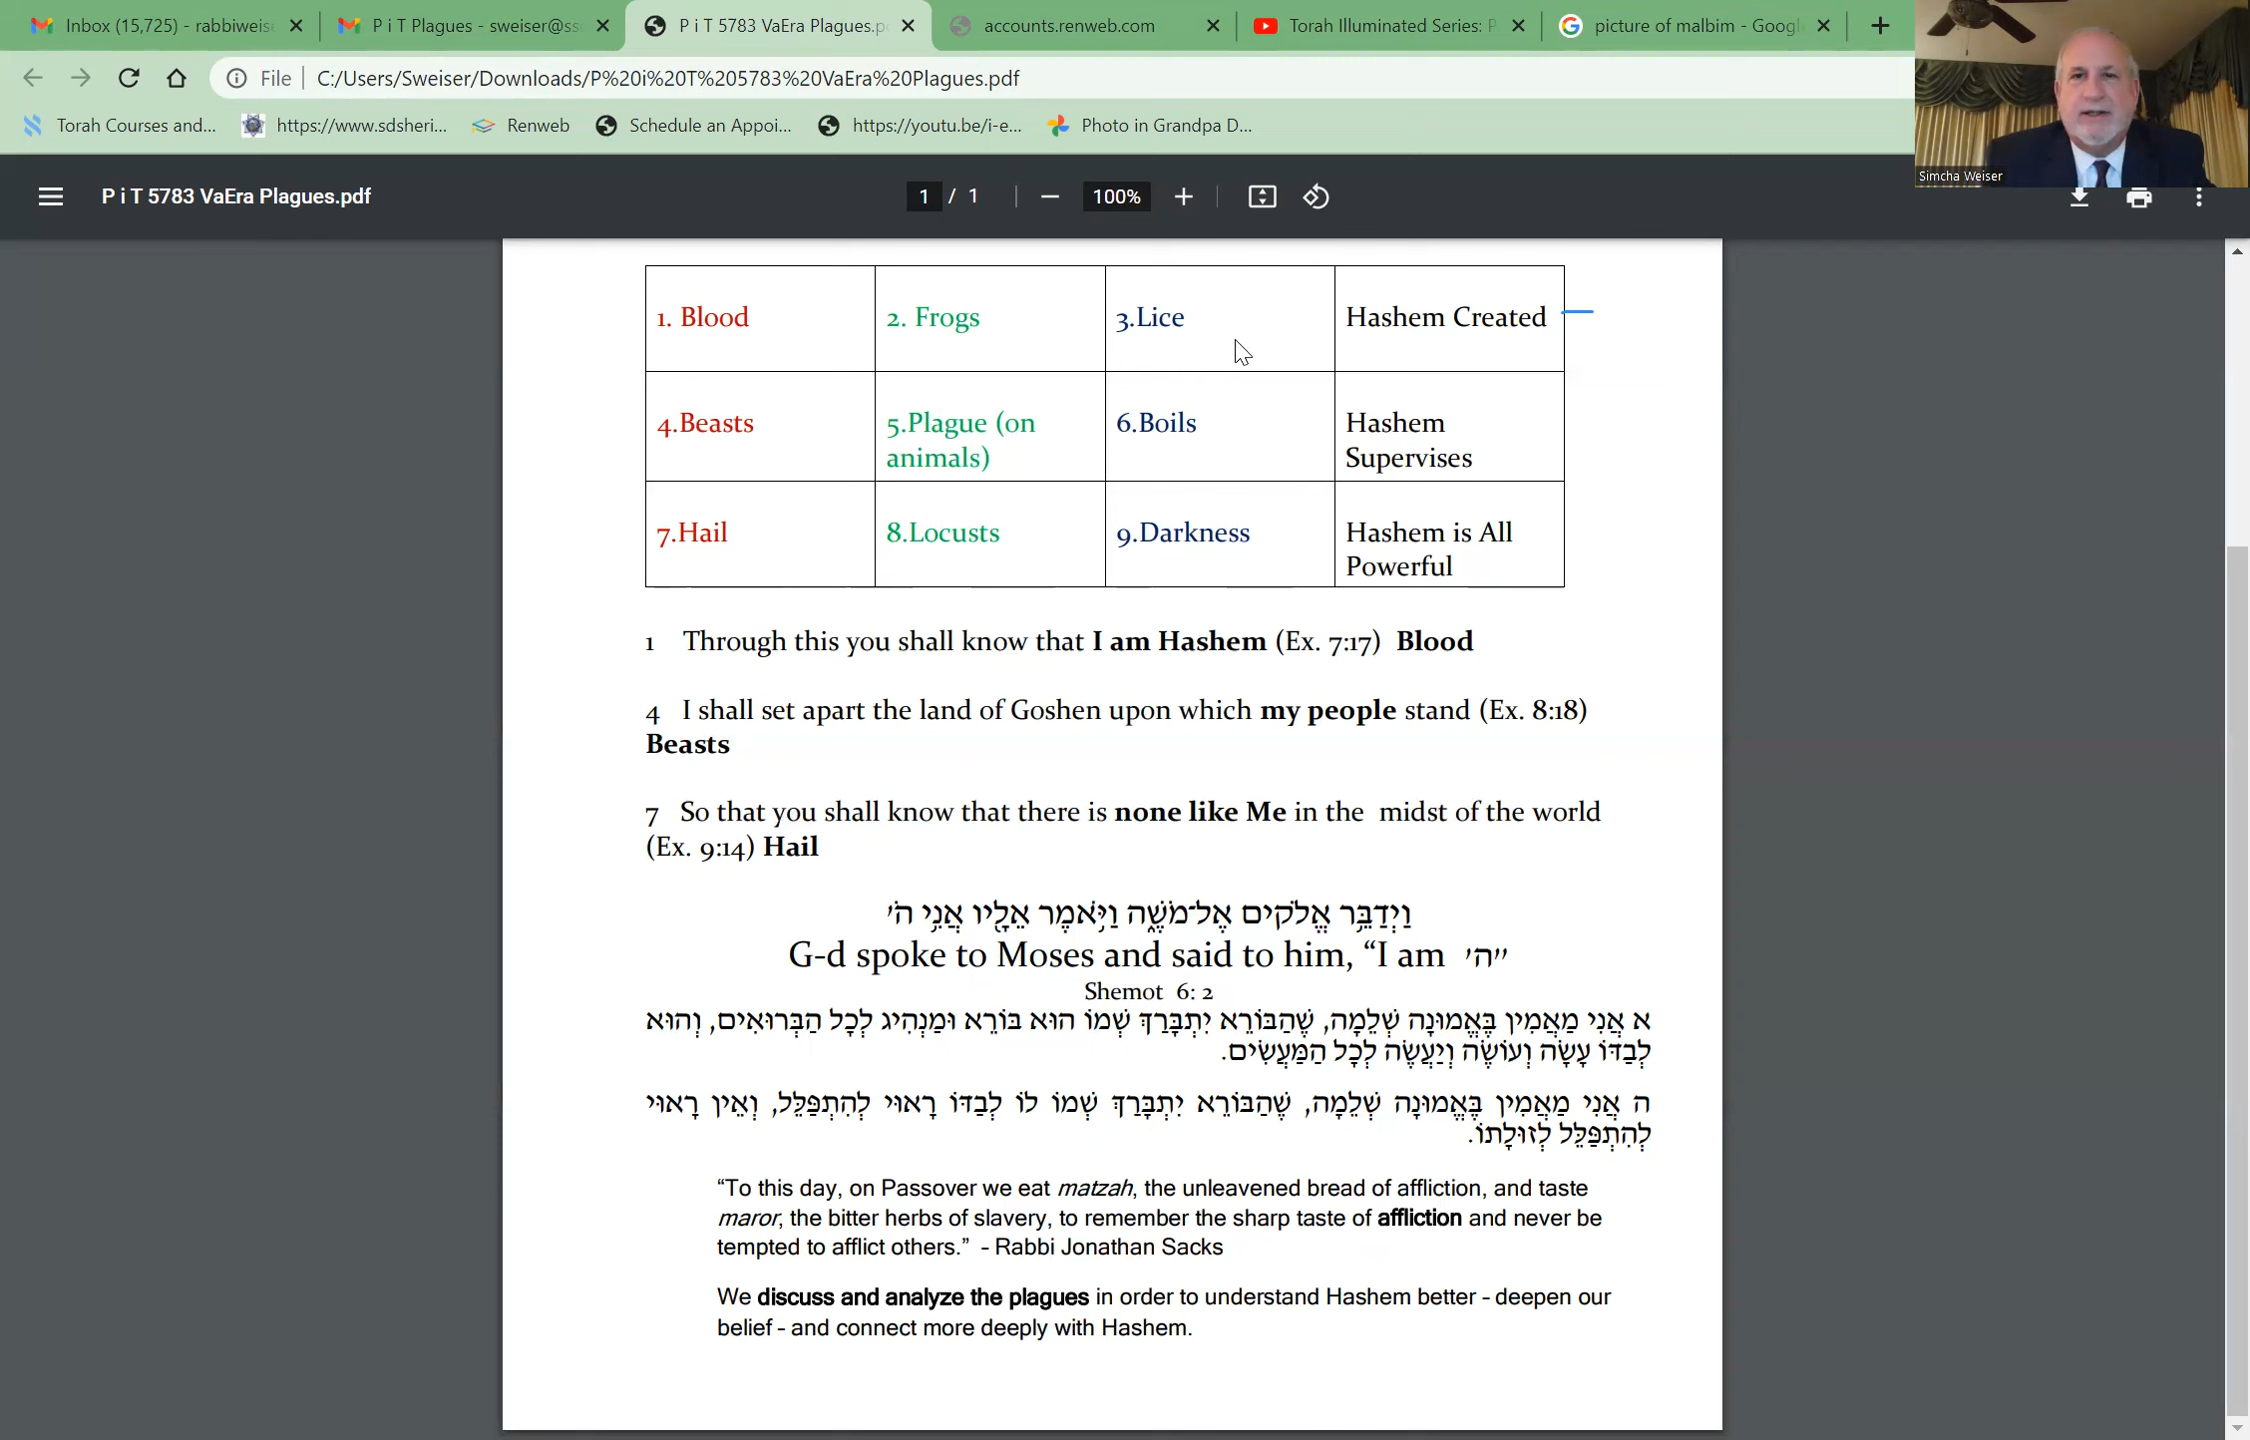 Inbox (15,725) - rabbiweise
P i T Plagues - sweiser@ss
P i T 5783 VaEra Plagues.p
accounts.renweb.com
Torah Illuminated Series: P
picture of malbim - Googl
File
C:/Users/Sweiser/Downloads/P%20i%20T%205783%20VaEra%20Plagues.pdf
Torah Courses and...
https://www.sdsheri...
Renweb
Schedule an Appoi...
https://youtu.be/i-e...
Photo in Grandpa D...
Simcha Weiser
P i T 5783 VaEra Plagues.pdf
1 / 1
100%
1. Blood
2. Frogs
3.Lice
Hashem Created
4.Beasts
5.Plague (on
animals)
6.Boils
Hashem
Supervises
7.Hail
8.Locusts
9.Darkness
Hashem is All
Powerful
1 Through this you shall know that I am Hashem (Ex. 7:17) Blood
4 I shall set apart the land of Goshen upon which my people stand (Ex. 8:18)
Beasts
7 So that you shall know that there is none like Me in the midst of the world
(Ex. 9:14) Hail
וַיְדַבֵּ֥ר אֱלֹקִים אֶל־מֹשֶׁ֑ה וַיֹּ֥אמֶר אֵלָ֖יו אֲנִ֥י הֹ'
G-d spoke to Moses and said to him, “I am ה'"
Shemot 6: 2
א אֲנִי מַאֲמִין בֶּאֱמוּנָה שְׁלֵמָה, שֶׁהַבּוֹרֵא יִתְבָּרַךְ שְׁמוֹ הוּא בּוֹרֵא וּמַנְהִיג לְכָל הַבְּרוּאִים, וְהוּא
לְבַדּוֹ עָשָׂה וְעוֹשֶׂה וְיַעֲשֶׂה לְכָל הַמַּעֲשִׂים.
ה אֲנִי מַאֲמִין בֶּאֱמוּנָה שְׁלֵמָה, שֶׁהַבּוֹרֵא יִתְבָּרַךְ שְׁמוֹ לוֹ לְבַדּוֹ רָאוּי לְהִתְפַּלֵּל, וְאֵין רָאוּי
לְהִתְפַּלֵּל לְזוּלָתוֹ.
“To this day, on Passover we eat matzah, the unleavened bread of affliction, and taste
maror, the bitter herbs of slavery, to remember the sharp taste of affliction and never be
tempted to afflict others.” - Rabbi Jonathan Sacks
We discuss and analyze the plagues in order to understand Hashem better - deepen our
belief - and connect more deeply with Hashem.